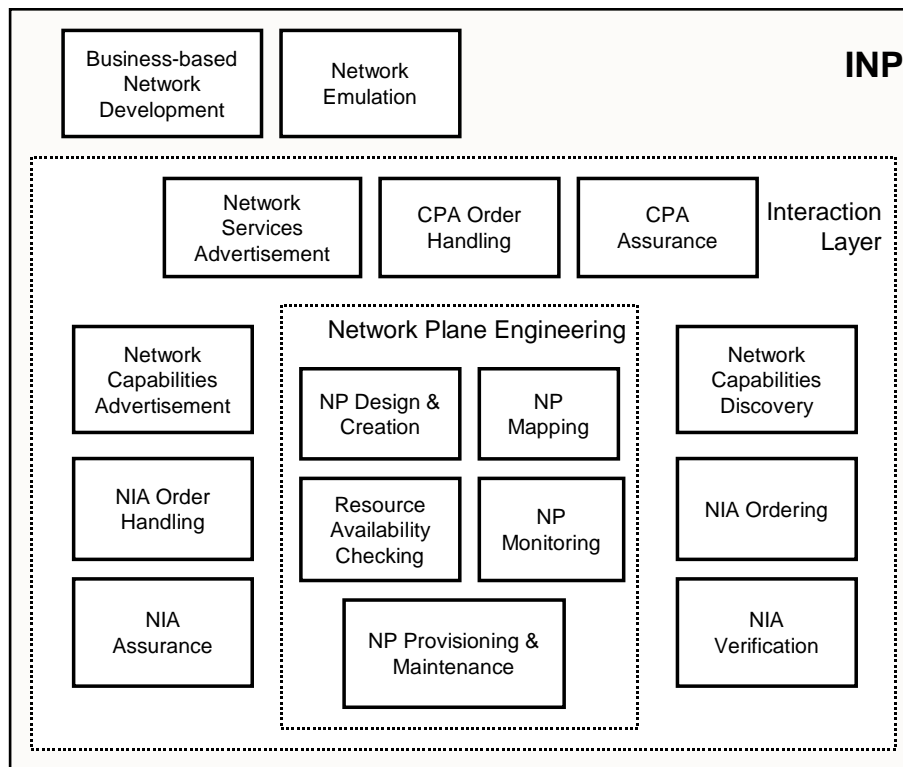 Business-based
Network
Development
Network
Emulation
INP
Network
Services
Advertisement
CPA Order
Handling
CPA
Assurance
Interaction
Layer
Network Plane Engineering
Network
Capabilities
Advertisement
NP Design &
Creation
NP
Mapping
Network
Capabilities
Discovery
NIA Order
Handling
Resource
Availability
Checking
NP
Monitoring
NIA Ordering
NIA
Assurance
NP Provisioning &
Maintenance
NIA
Verification